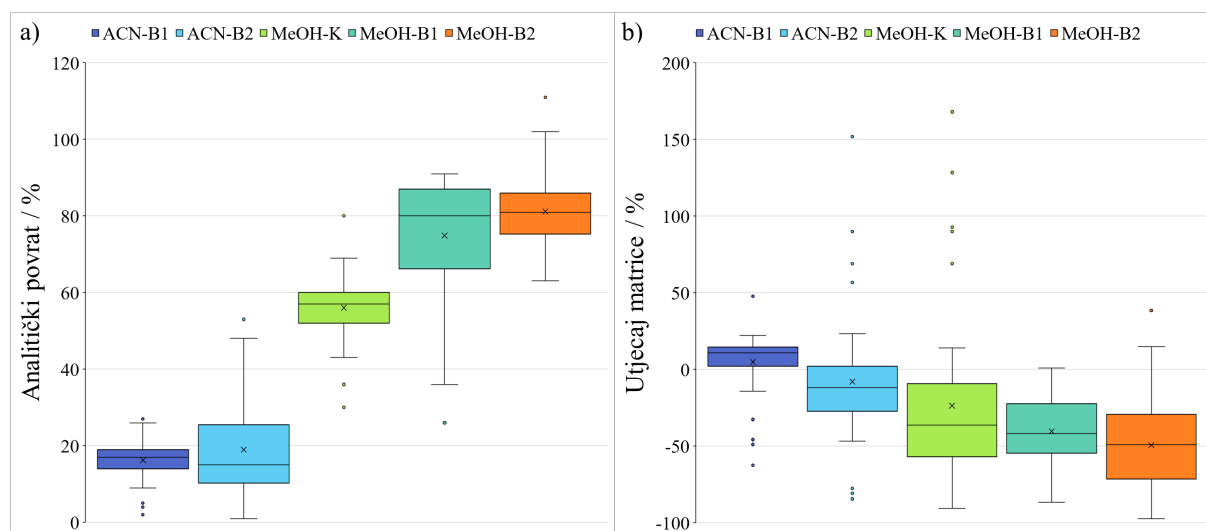 a)
ACN-B1 ACN-B2 MeOH-K MeOH-B1 MeOH-B2
Analitički povrat / %
120
100
80
60
40
20
0
b)
ACN-B1 ACN-B2 MeOH-K MeOH-B1 MeOH-B2
Utjecaj matrice / %
200
150
100
50
0
-50
-100